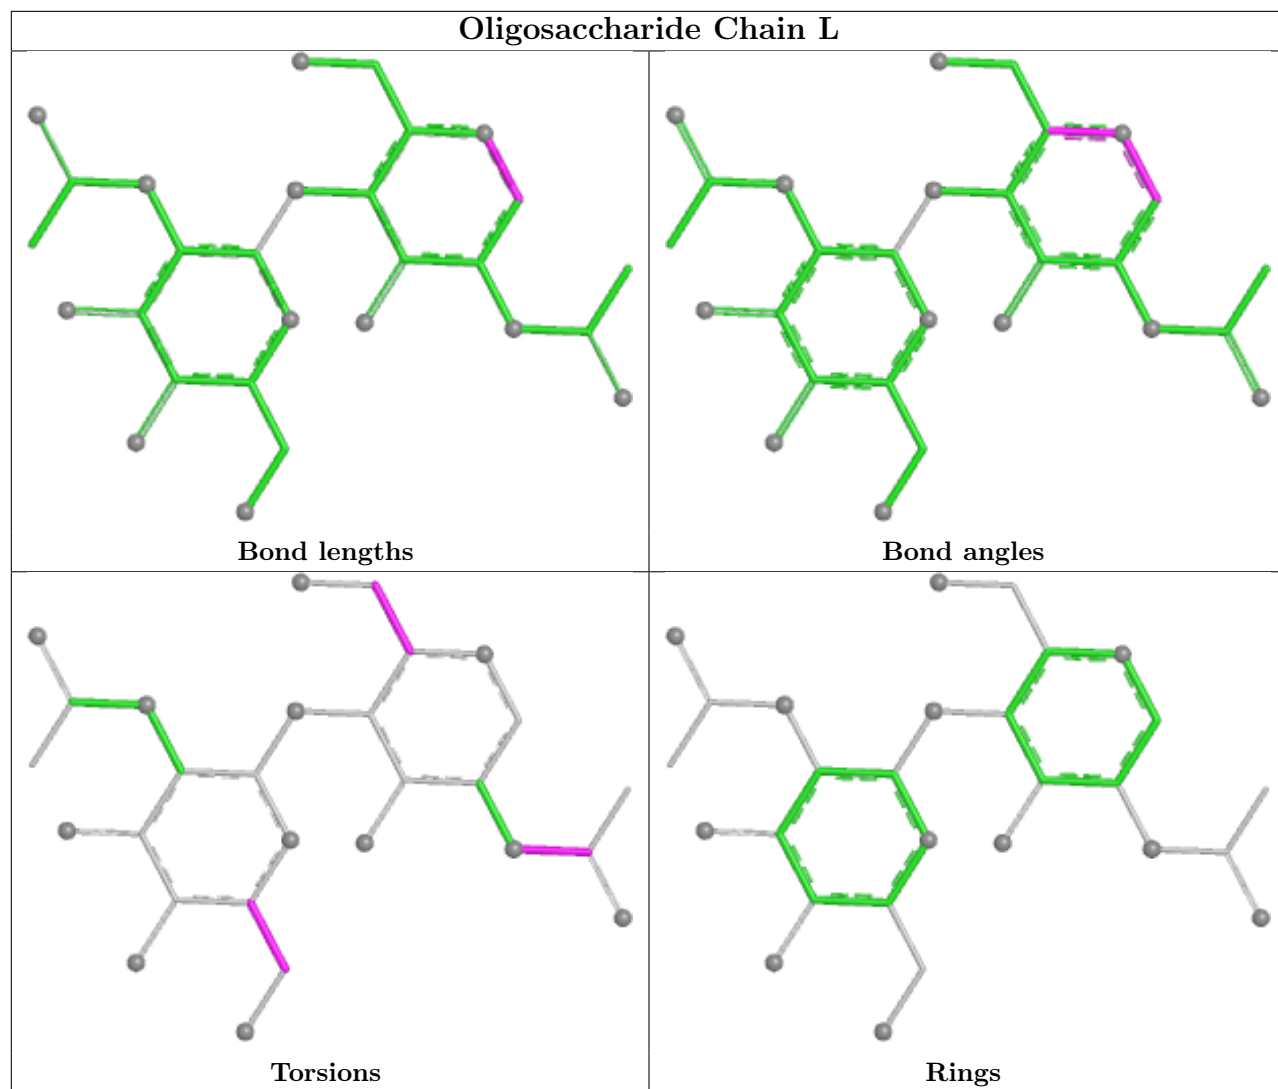 Oligosaccharide Chain L
Bond lengths
Bond angles
Torsions
Rings